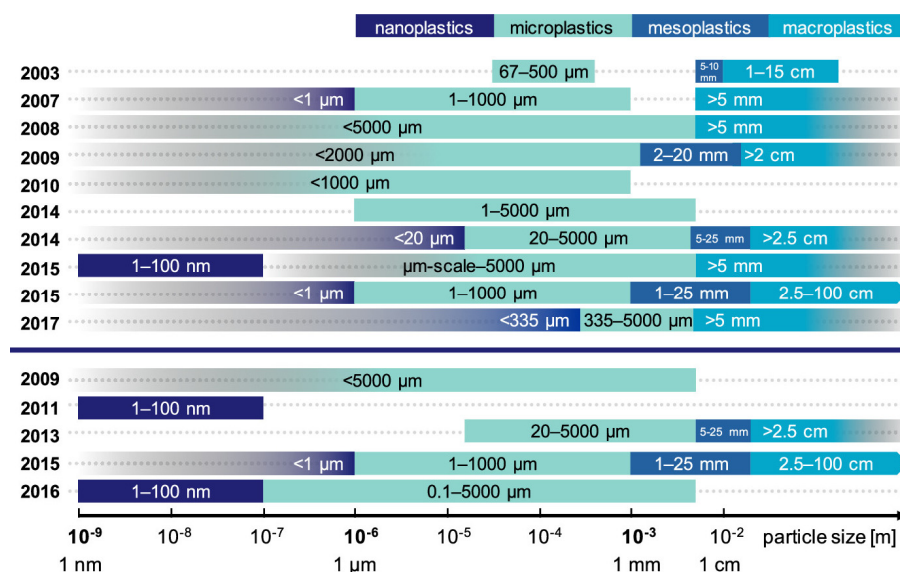 nanoplastics microplastics mesoplastics macroplastics
2003 67–500 µm 5-10 mm 1–15 cm
2007 <1 µm 1–1000 µm >5 mm
2008 <5000 µm >5 mm
2009 <2000 µm 2–20 mm >2 cm
2010 <1000 µm
2014 1–5000 µm
2014 <20 µm 20–5000 µm 5-25 mm >2.5 cm
2015 1–100 nm µm-scale–5000 µm >5 mm
2015 <1 µm 1–1000 µm 1–25 mm 2.5–100 cm
2017 <335 µm 335–5000 µm >5 mm
2009 <5000 µm
2011 1–100 nm
2013 20–5000 µm 5-25 mm >2.5 cm
2015 <1 µm 1–1000 µm 1–25 mm 2.5–100 cm
2016 1–100 nm 0.1–5000 µm
10⁻⁹ 10⁻⁸ 10⁻⁷ 10⁻⁶ 10⁻⁵ 10⁻⁴ 10⁻³ 10⁻² particle size [m]
1 nm 1 µm 1 mm 1 cm